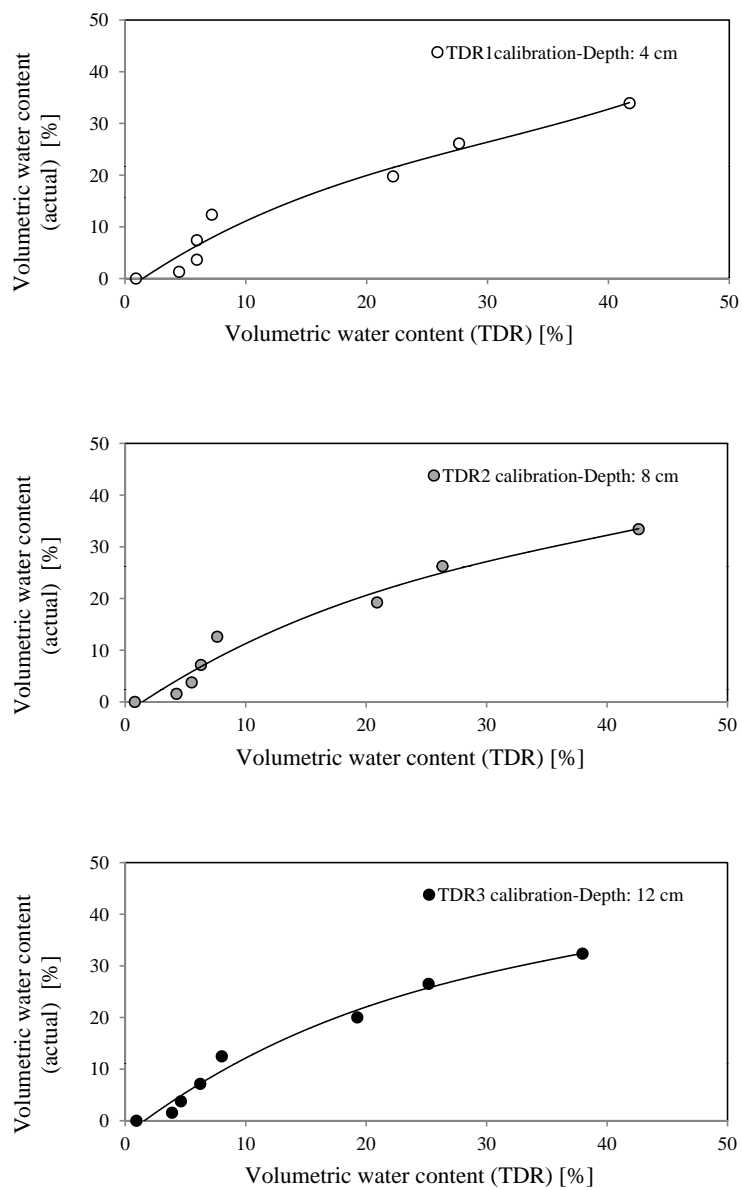 50
40
30
20
10
0
Volumetric water content
(actual) [%]
TDR1calibration-Depth: 4 cm
0 10 20 30 40 50
Volumetric water content (TDR) [%]
50
40
30
20
10
0
Volumetric water content
(actual) [%]
TDR2 calibration-Depth: 8 cm
0 10 20 30 40 50
Volumetric water content (TDR) [%]
50
40
30
20
10
0
Volumetric water content
(actual) [%]
TDR3 calibration-Depth: 12 cm
0 10 20 30 40 50
Volumetric water content (TDR) [%]